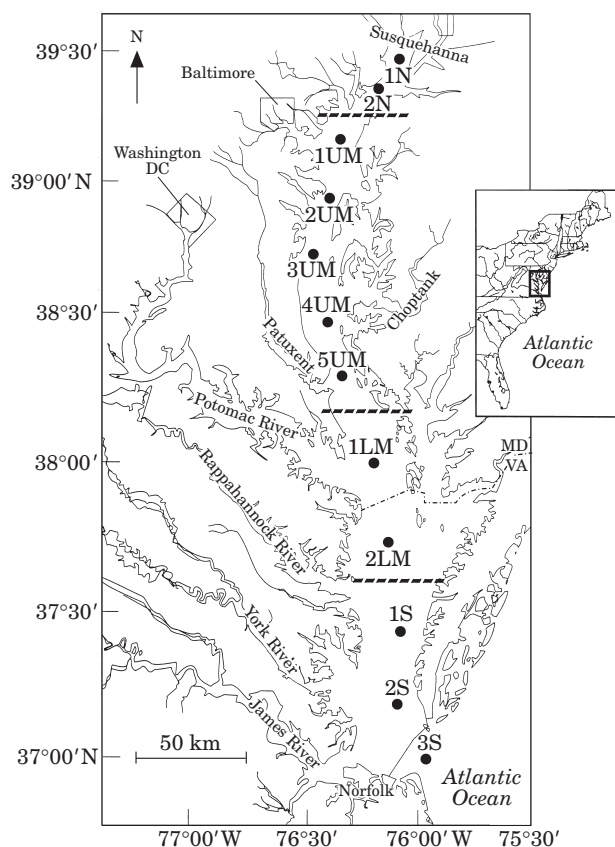 39°30′
N
Susquehanna
1N
Baltimore
2N
1UM
Washington
DC
39°00′
2UM
3UM
4UM
Choptank
38°30′
Patuxent
5UM
Atlantic
Ocean
Potomac River
1LM
MD
VA
38°00′
Rappahannock River
2LM
37°30′
1S
York River
2S
James River
3S
50 km
37°00′N
Norfolk
Atlantic
Ocean
77°00′W
76°30′
76°00′W
75°30′